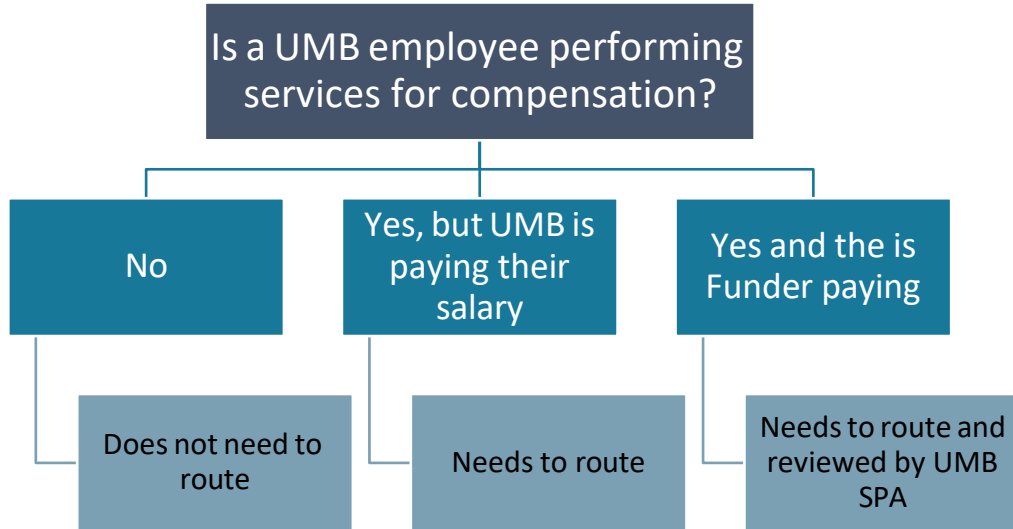 Is a UMB employee performing
services for compensation?
No
Yes, but UMB is
paying their
salary
Yes and the is
Funder paying
Does not need to
route
Needs to route
Needs to route and
reviewed by UMB
SPA